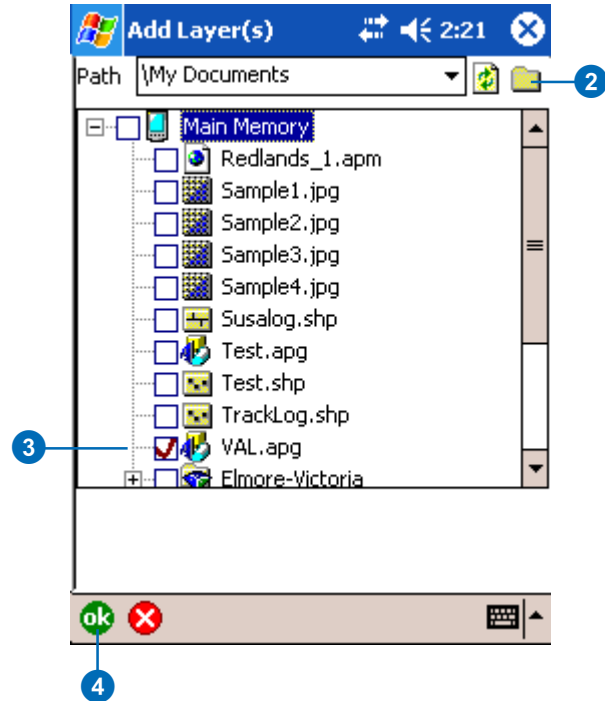 Add Layer(s) 2:21
Path \My Documents
2
Main Memory
Redlands_1.apm
Sample1.jpg
Sample2.jpg
Sample3.jpg
Sample4.jpg
Susalog.shp
Test.apg
Test.shp
TrackLog.shp
3 VAL.apg
Elmore-Victoria
ok
4